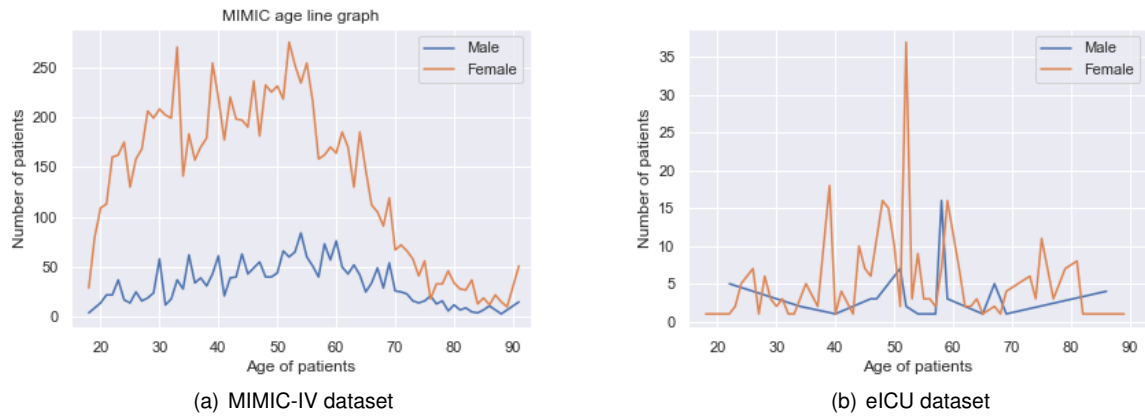 MIMIC age line graph
Number of patients
250
200
150
100
50
0
Male
Female
20 30 40 50 60 70 80 90
Age of patients
(a) MIMIC-IV dataset
Number of patients
35
30
25
20
15
10
5
0
Male
Female
20 30 40 50 60 70 80 90
Age of patients
(b) eICU dataset